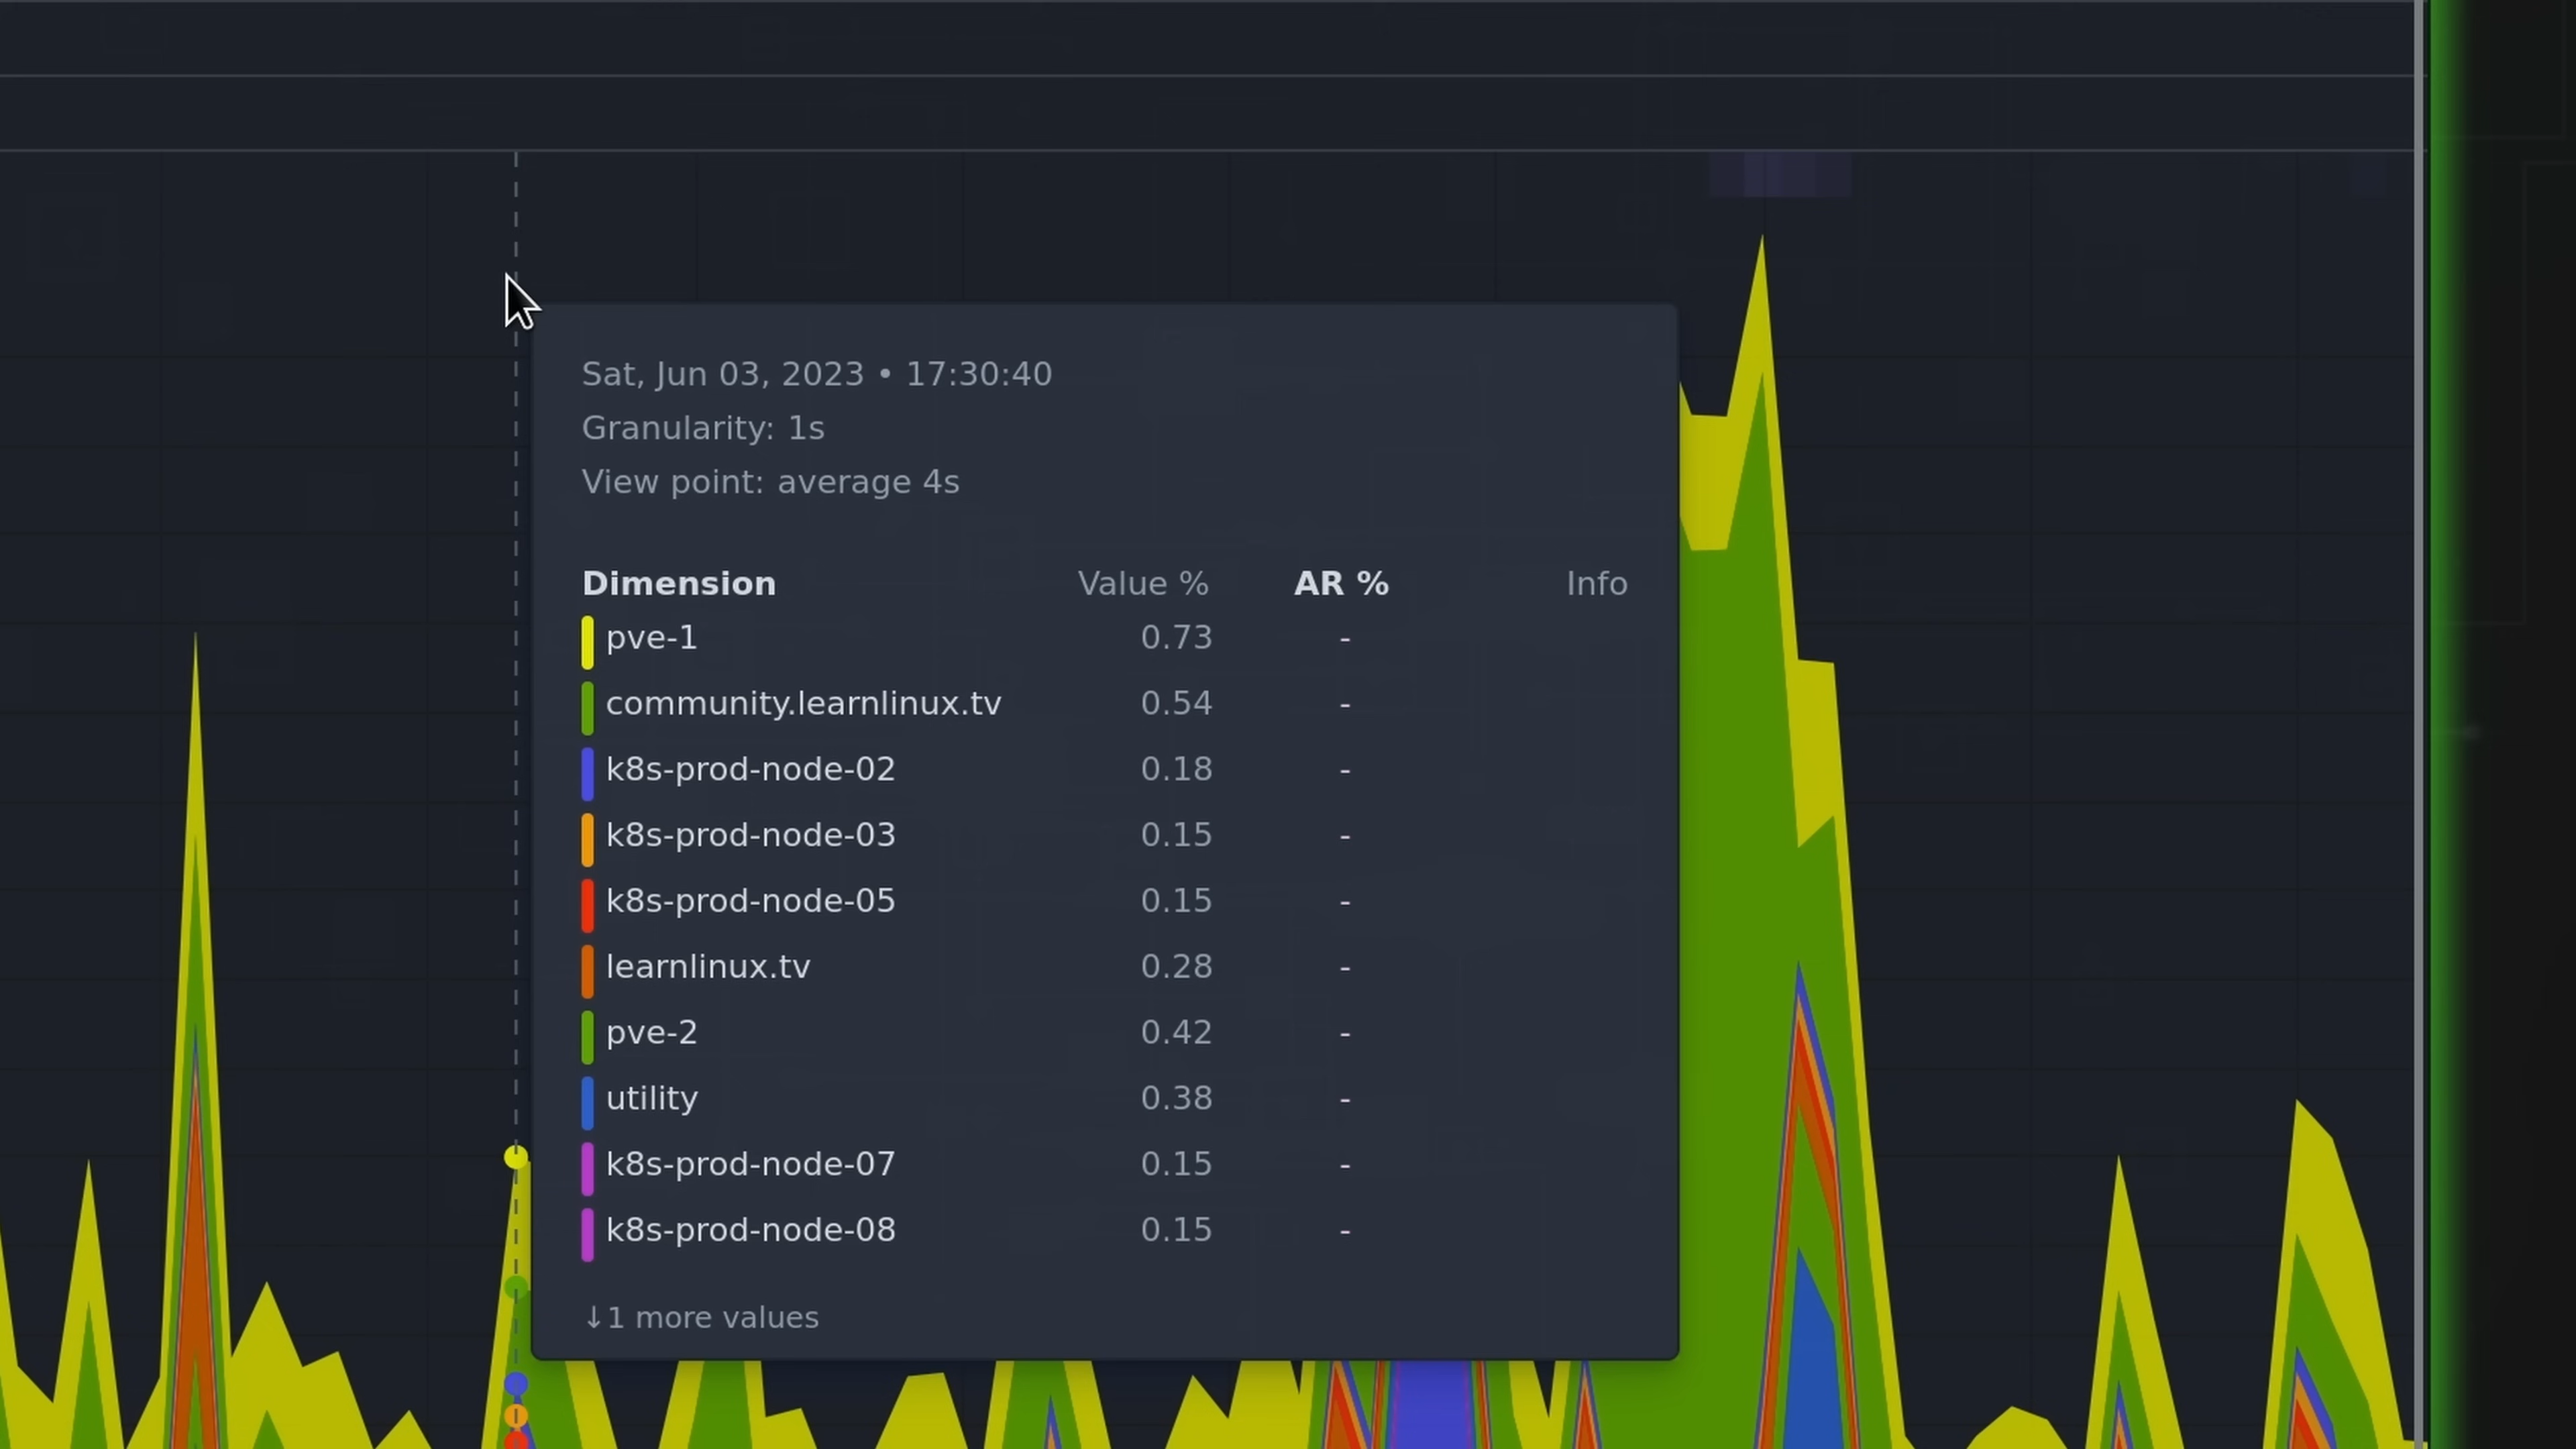 Sat, Jun 03, 2023 • 17:30:40
Granularity: 1s
View point: average 4s
Dimension Value % AR % Info
pve-1 0.73 -
community.learnlinux.tv 0.54 -
k8s-prod-node-02 0.18 -
k8s-prod-node-03 0.15 -
k8s-prod-node-05 0.15 -
learnlinux.tv 0.28 -
pve-2 0.42 -
utility 0.38 -
k8s-prod-node-07 0.15 -
k8s-prod-node-08 0.15 -
↓1 more values